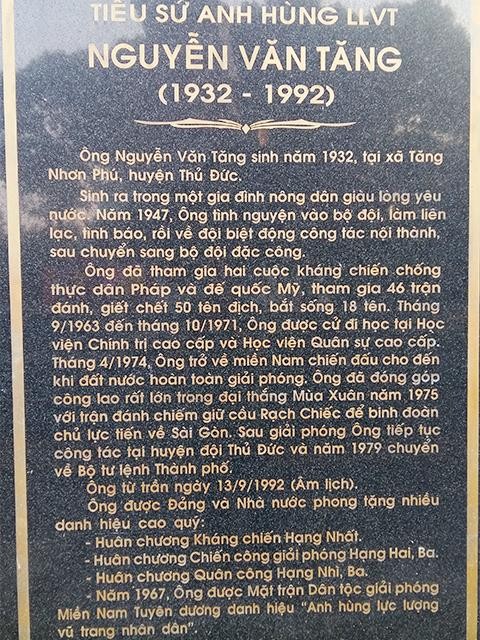 TIỂU SỬ ANH HÙNG LLVT
NGUYỄN VĂN TĂNG
(1932 - 1992)
Ông Nguyễn Văn Tăng sinh năm 1932, tại xã Tăng
Nhơn Phú, huyện Thủ Đức.
Sinh ra trong một gia đình nông dân giàu lòng yêu
nước. Năm 1947, Ông tình nguyện vào bộ đội, làm liên
lạc, tình báo, rồi về đội biệt động công tác nội thành,
sau chuyển sang bộ đội đặc công.
Ông đã tham gia hai cuộc kháng chiến chống
thực dân Pháp và đế quốc Mỹ, tham gia 46 trận
đánh, giết chết 50 tên địch, bắt sống 18 tên. Tháng
9/1963 đến tháng 10/1971, Ông được cử đi học tại Học
viện Chính trị cao cấp và Học viện Quân sự cao cấp.
Tháng 4/1974, Ông trở về miền Nam chiến đấu cho đến
khi đất nước hoàn toàn giải phóng. Ông đã đóng góp
công lao rất lớn trong đại thắng Mùa Xuân năm 1975
với trận đánh chiếm giữ cầu Rạch Chiếc để binh đoàn
chủ lực tiến về Sài Gòn. Sau giải phóng Ông tiếp tục
công tác tại huyện đội Thủ Đức và năm 1979 chuyển
về Bộ tư lệnh Thành phố.
Ông từ trần ngày 13/9/1992 (Âm lịch).
Ông được Đảng và Nhà nước phong tặng nhiều
danh hiệu cao quý:
- Huân chương Kháng chiến Hạng Nhất.
- Huân chương Chiến công giải phóng Hạng Hai, Ba.
- Huân chương Quân công Hạng Nhì, Ba.
- Năm 1967, Ông được Mặt trận Dân tộc giải phóng
Miền Nam Tuyên dương danh hiệu "Anh hùng lực lượng
vũ trang nhân dân".